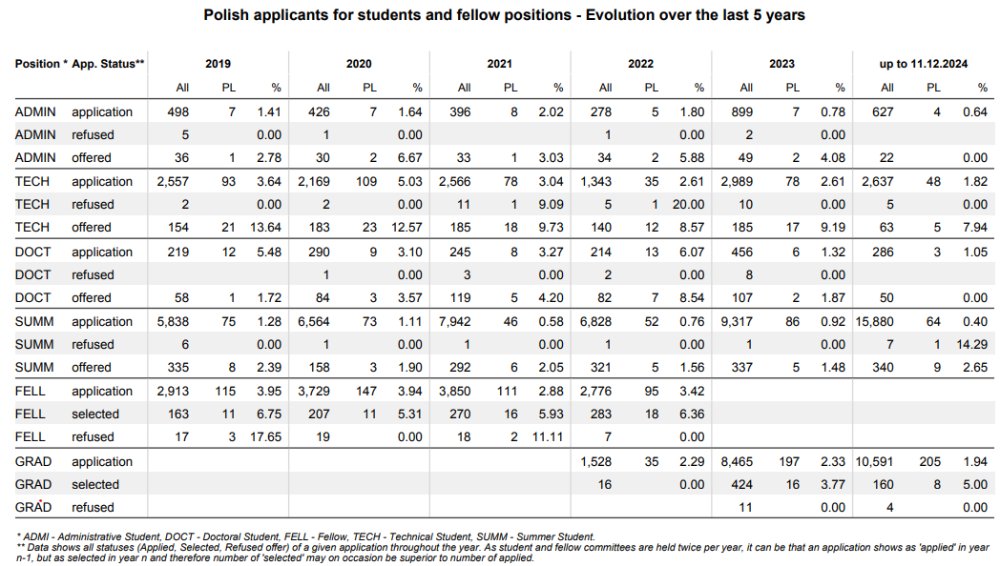 Polish applicants for students and fellow positions - Evolution over the last 5 years
Position * App. Status** 2019 2020 2021 2022 2023 up to 11.12.2024
All PL % All PL % All PL % All PL % All PL % All PL %
ADMIN application 498 7 1.41 426 7 1.64 396 8 2.02 278 5 1.80 899 7 0.78 627 4 0.64
ADMIN refused 5 0.00 1 0.00 1 0.00 2 0.00
ADMIN offered 36 1 2.78 30 2 6.67 33 1 3.03 34 2 5.88 49 2 4.08 22 0.00
TECH application 2,557 93 3.64 2,169 109 5.03 2,566 78 3.04 1,343 35 2.61 2,989 78 2.61 2,637 48 1.82
TECH refused 2 0.00 2 0.00 11 1 9.09 5 1 20.00 10 0.00 5 0.00
TECH offered 154 21 13.64 183 23 12.57 185 18 9.73 140 12 8.57 185 17 9.19 63 5 7.94
DOCT application 219 12 5.48 290 9 3.10 245 8 3.27 214 13 6.07 456 6 1.32 286 3 1.05
DOCT refused 1 0.00 3 0.00 2 0.00 8 0.00
DOCT offered 58 1 1.72 84 3 3.57 119 5 4.20 82 7 8.54 107 2 1.87 50 0.00
SUMM application 5,838 75 1.28 6,564 73 1.11 7,942 46 0.58 6,828 52 0.76 9,317 86 0.92 15,880 64 0.40
SUMM refused 6 0.00 1 0.00 1 0.00 1 0.00 1 0.00 7 1 14.29
SUMM offered 335 8 2.39 158 3 1.90 292 6 2.05 321 5 1.56 337 5 1.48 340 9 2.65
FELL application 2,913 115 3.95 3,729 147 3.94 3,850 111 2.88 2,776 95 3.42
FELL selected 163 11 6.75 207 11 5.31 270 16 5.93 283 18 6.36
FELL refused 17 3 17.65 19 0.00 18 2 11.11 7 0.00
GRAD application 1,528 35 2.29 8,465 197 2.33 10,591 205 1.94
GRAD selected 16 0.00 424 16 3.77 160 8 5.00
GRAD refused 11 0.00 4 0.00
* ADMI - Administrative Student, DOCT - Doctoral Student, FELL - Fellow, TECH - Technical Student, SUMM - Summer Student.
** Data shows all statuses (Applied, Selected, Refused offer) of a given application throughout the year. As student and fellow committees are held twice per year, it can be that an application shows as 'applied' in year
n-1, but as selected in year n and therefore number of 'selected' may on occasion be superior to number of applied.